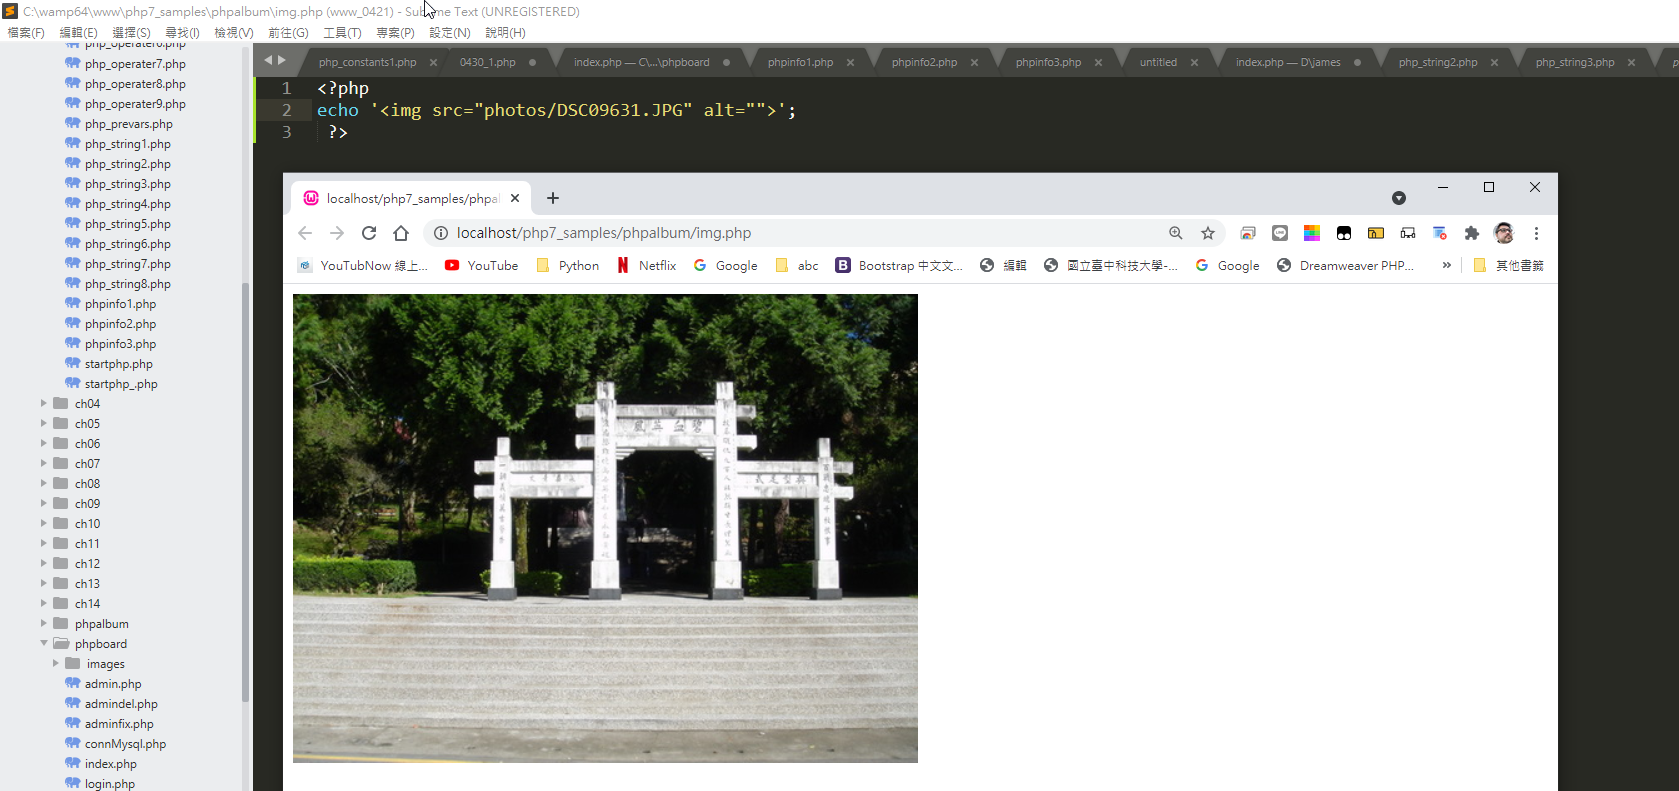 C:\wamp64\www\php7_samples\phpalbum\img.php (www_0421) - Sublime Text (UNREGISTERED)
檔案(F) 編輯(E) 選擇(S) 尋找(I) 檢視(V) 前往(G) 工具(T) 專案(P) 設定(N) 說明(H)
php_operater6.php
php_operater7.php
php_operater8.php
php_operater9.php
php_prevars.php
php_string1.php
php_string2.php
php_string3.php
php_string4.php
php_string5.php
php_string6.php
php_string7.php
php_string8.php
phpinfo1.php
phpinfo2.php
phpinfo3.php
startphp.php
startphp_.php
ch04
ch05
ch06
ch07
ch08
ch09
ch10
ch11
ch12
ch13
ch14
phpalbum
phpboard
images
admin.php
admindel.php
adminfix.php
connMysql.php
index.php
login.php
php_constants1.php 0430_1.php index.php — C\...\phpboard phpinfo1.php phpinfo2.php phpinfo3.php untitled index.php — D\james php_string2.php php_string3.php
1 <?php
2 echo '<img src="photos/DSC09631.JPG" alt="">';
3 ?>
localhost/php7_samples/phpal
localhost/php7_samples/phpalbum/img.php
YouTubNow 線上... YouTube Python Netflix Google abc Bootstrap 中文文... 編輯 國立臺中科技大學-... Google Dreamweaver PHP... » 其他書籤
碧血英風